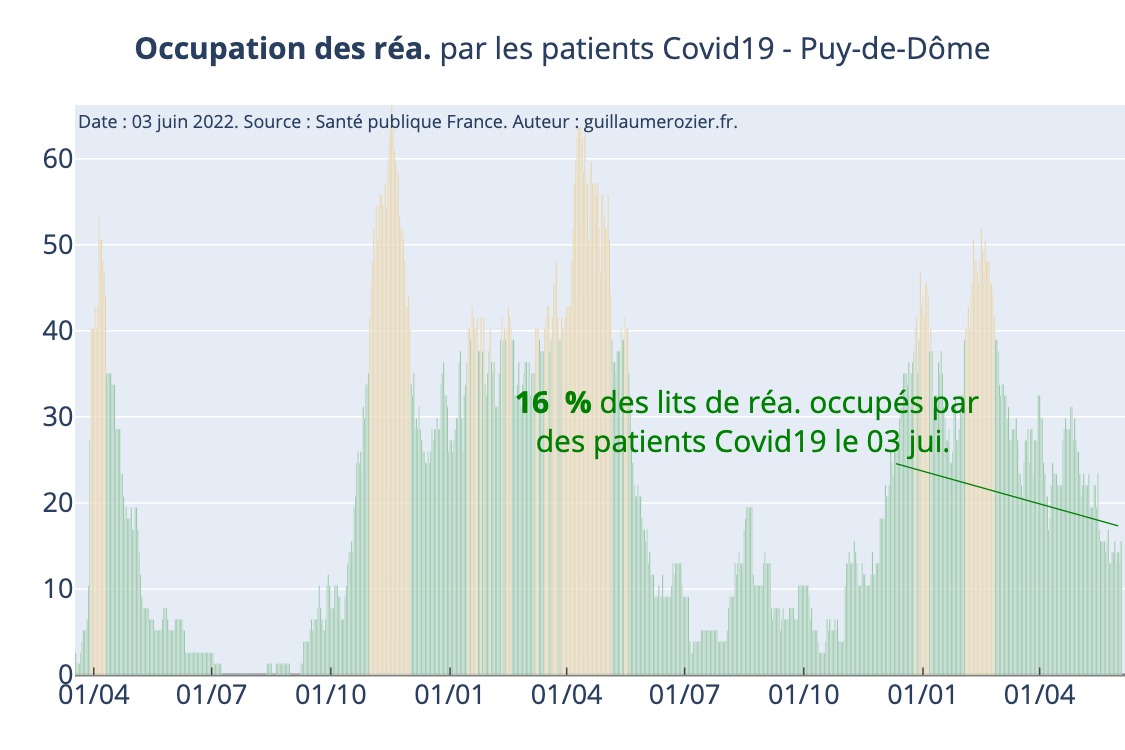 Occupation des réa. par les patients Covid19 - Puy-de-Dôme
Date : 03 juin 2022. Source : Santé publique France. Auteur : guillaumerozier.fr.
60
50
40
30
20
10
0
16 % des lits de réa. occupés par
des patients Covid19 le 03 jui.
01/04 01/07 01/10 01/01 01/04 01/07 01/10 01/01 01/04